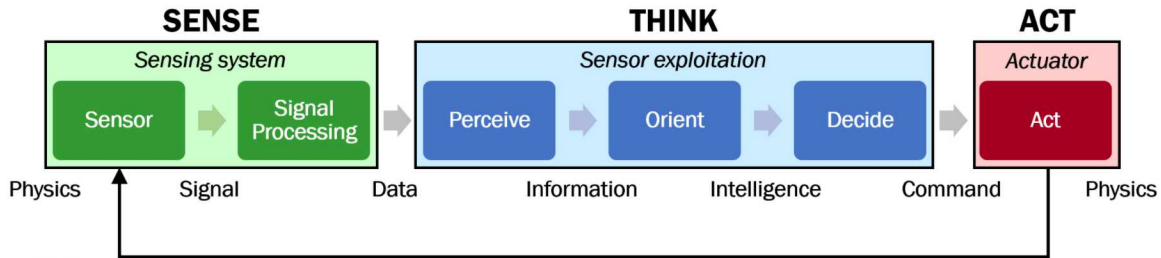 SENSE THINK ACT
Sensing system Sensor exploitation Actuator
Sensor Signal Processing Perceive Orient Decide Act
Physics Signal Data Information Intelligence Command Physics